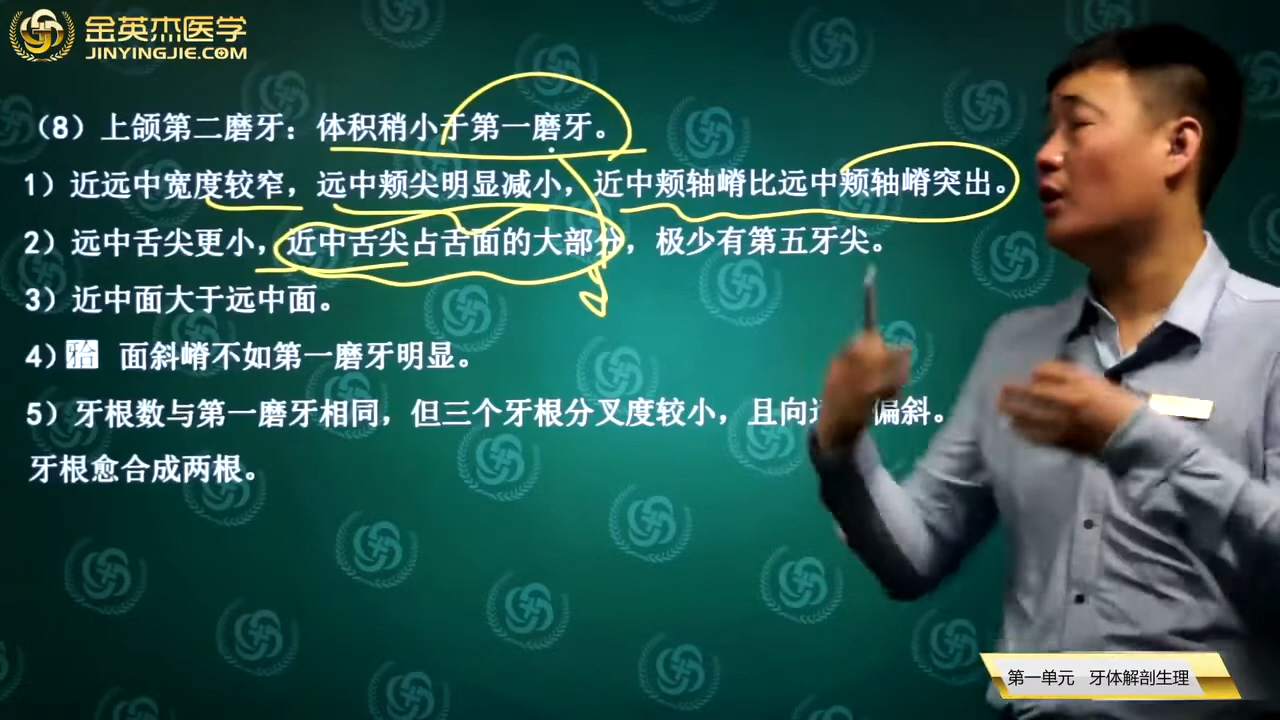 金英杰医学
JINYINGJIE.COM
（8）上颌第二磨牙：体积稍小于第一磨牙。
1）近远中宽度较窄，远中颊尖明显减小，近中颊轴嵴比远中颊轴嵴突出。
2）远中舌尖更小，近中舌尖占舌面的大部分，极少有第五牙尖。
3）近中面大于远中面。
4）𬌗 面斜嵴不如第一磨牙明显。
5）牙根数与第一磨牙相同，但三个牙根分叉度较小，且向 偏斜。
牙根愈合成两根。
第一单元 牙体解剖生理